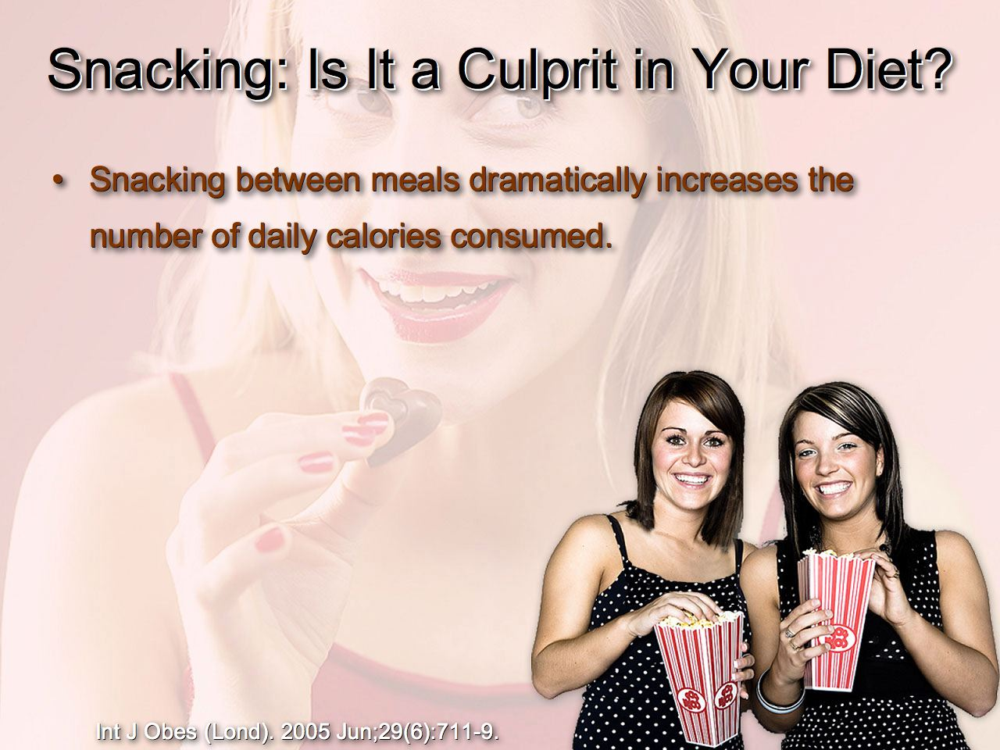 Snacking: Is It a Culprit in Your Diet?
• Snacking between meals dramatically increases the
number of daily calories consumed.
Int J Obes (Lond). 2005 Jun;29(6):711-9.